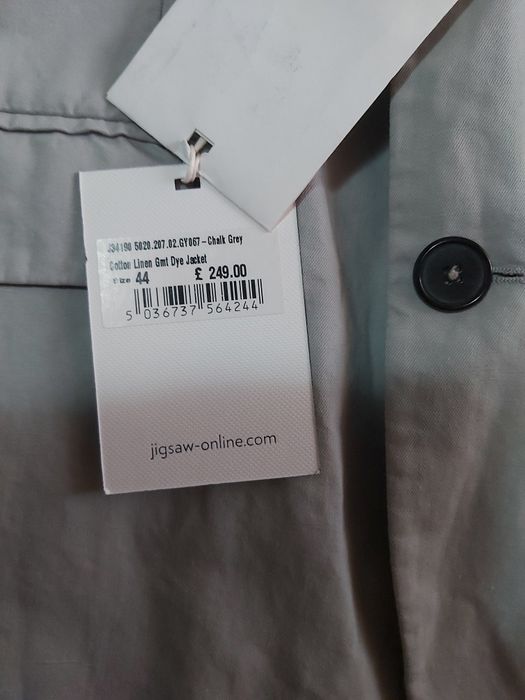 J34190 5020.207.02.GY067-Chalk Grey
Cotton Linen Gmt Dye Jacket
Size 44 £ 249.00
5 036737 564244
jigsaw-online.com